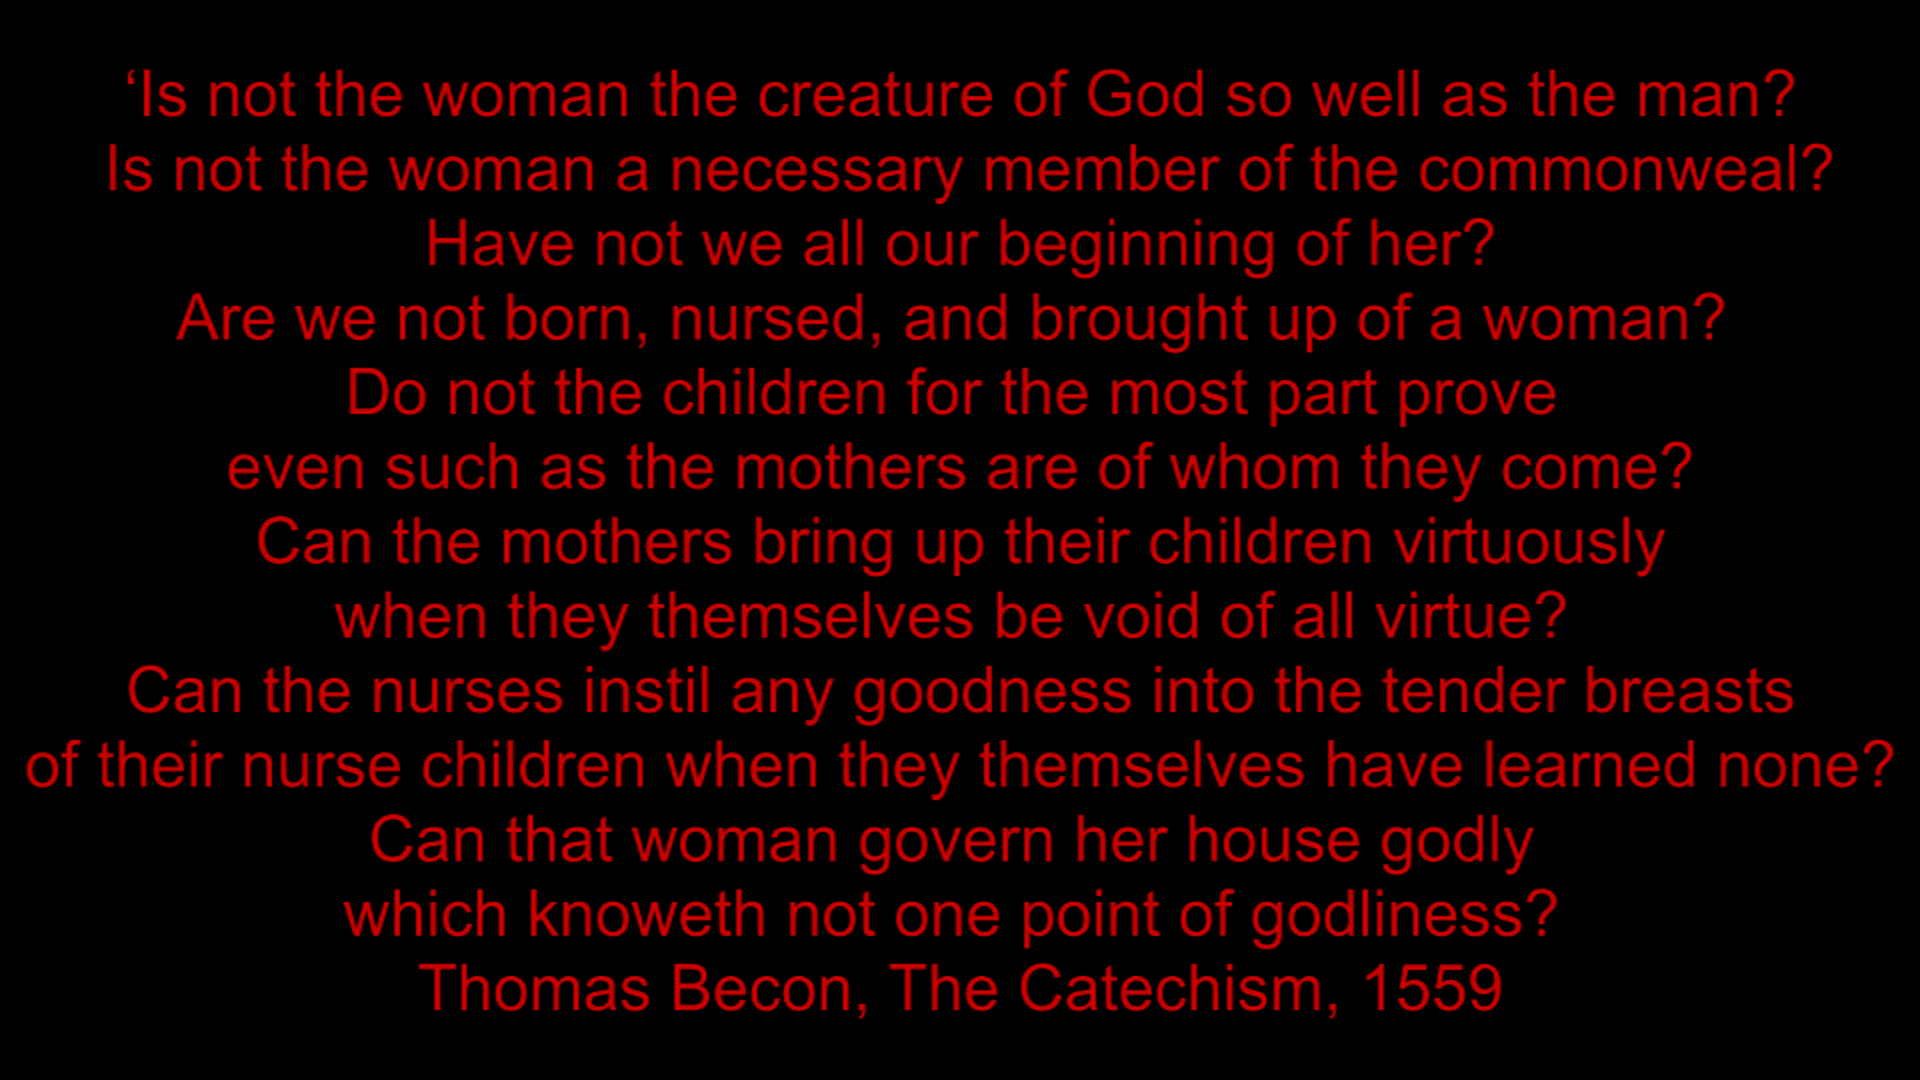 ‘Is not the woman the creature of God so well as the man?
Is not the woman a necessary member of the commonweal?
Have not we all our beginning of her?
Are we not born, nursed, and brought up of a woman?
Do not the children for the most part prove
even such as the mothers are of whom they come?
Can the mothers bring up their children virtuously
when they themselves be void of all virtue?
Can the nurses instil any goodness into the tender breasts
of their nurse children when they themselves have learned none?
Can that woman govern her house godly
which knoweth not one point of godliness?
Thomas Becon, The Catechism, 1559